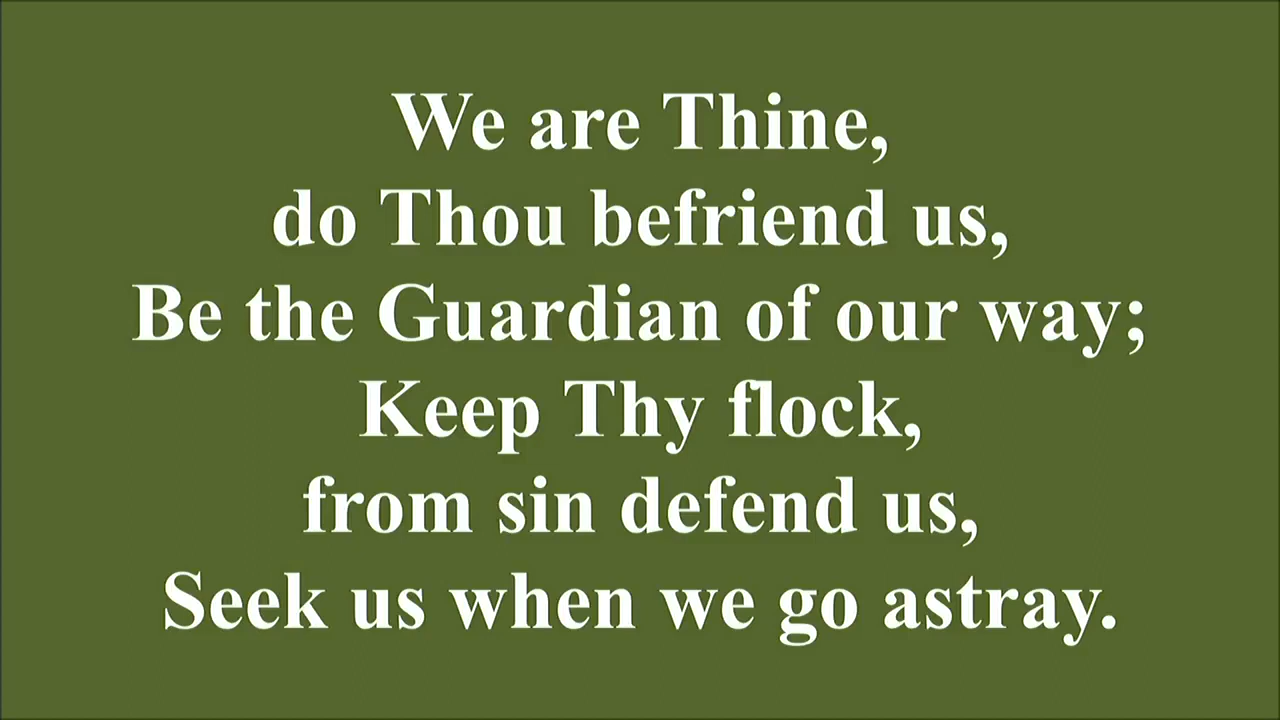 We are Thine,
do Thou befriend us,
Be the Guardian of our way;
Keep Thy flock,
from sin defend us,
Seek us when we go astray.